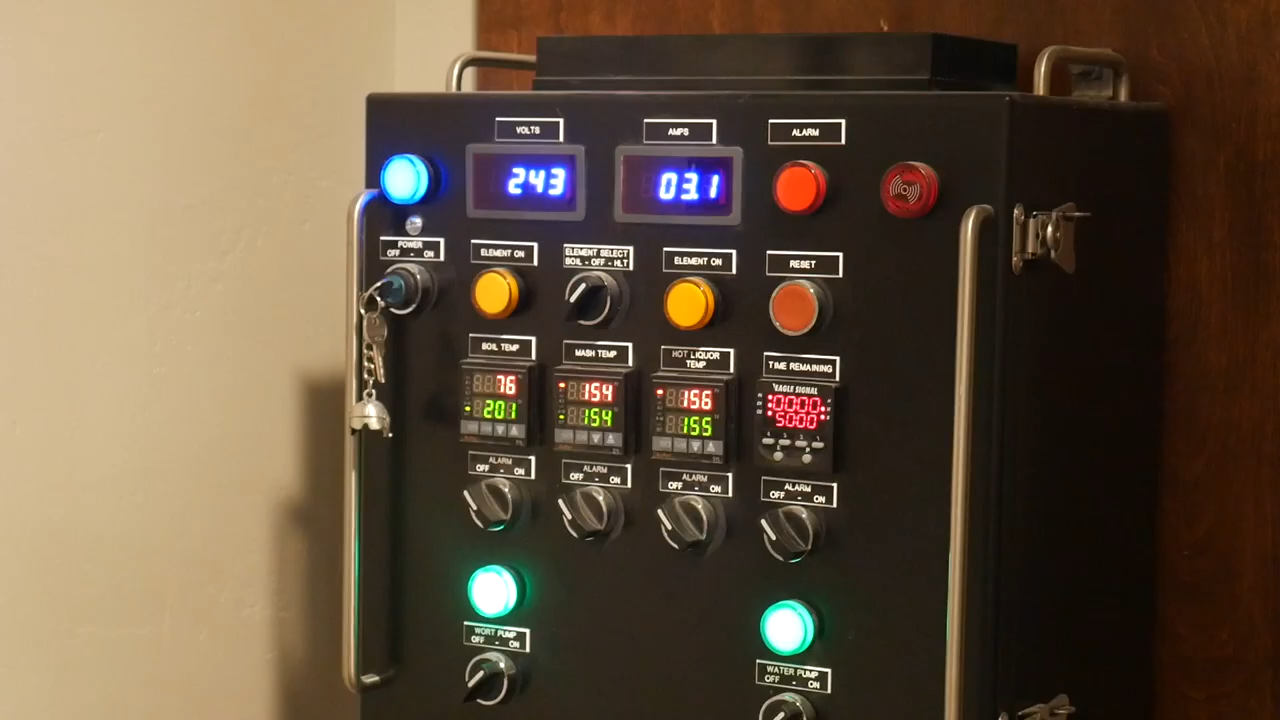 VOLTS
AMPS
ALARM
243
03.1
POWER
OFF - ON
ELEMENT ON
ELEMENT SELECT
BOIL - OFF - HLT
ELEMENT ON
RESET
BOIL TEMP
MASH TEMP
HOT LIQUOR
TEMP
TIME REMAINING
76
201
154
154
156
155
EAGLE SIGNAL
0000
5000
ALARM
OFF - ON
ALARM
OFF - ON
ALARM
OFF - ON
ALARM
OFF - ON
WORT PUMP
OFF - ON
WATER PUMP
OFF - ON